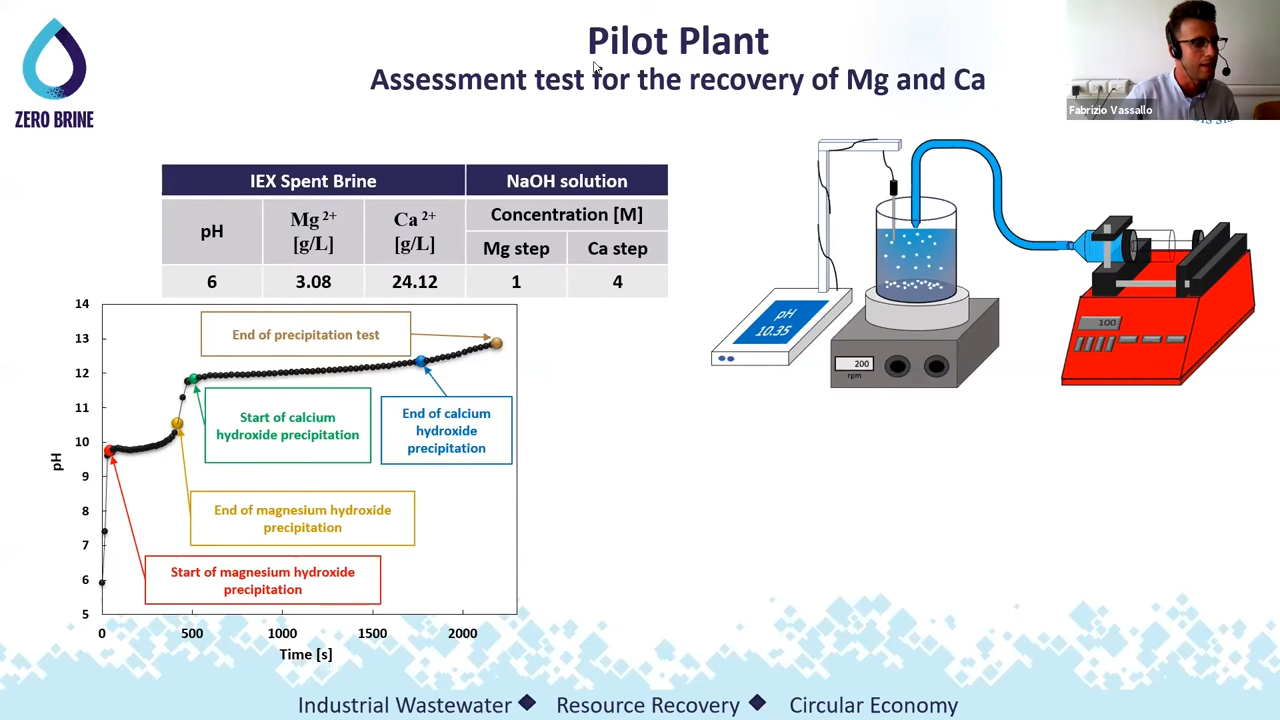 Pilot Plant
Assessment test for the recovery of Mg and Ca
ZERO BRINE
Fabrizio Vassallo
IEX Spent Brine
NaOH solution
pH
Mg 2+
[g/L]
Ca 2+
[g/L]
Concentration [M]
Mg step
Ca step
6
3.08
24.12
1
4
14
13
12
11
10
9
8
7
6
5
pH
End of precipitation test
Start of calcium
hydroxide precipitation
End of calcium
hydroxide
precipitation
End of magnesium hydroxide
precipitation
Start of magnesium hydroxide
precipitation
0
500
1000
1500
2000
Time [s]
pH
10.35
200
rpm
100
Industrial Wastewater
Resource Recovery
Circular Economy